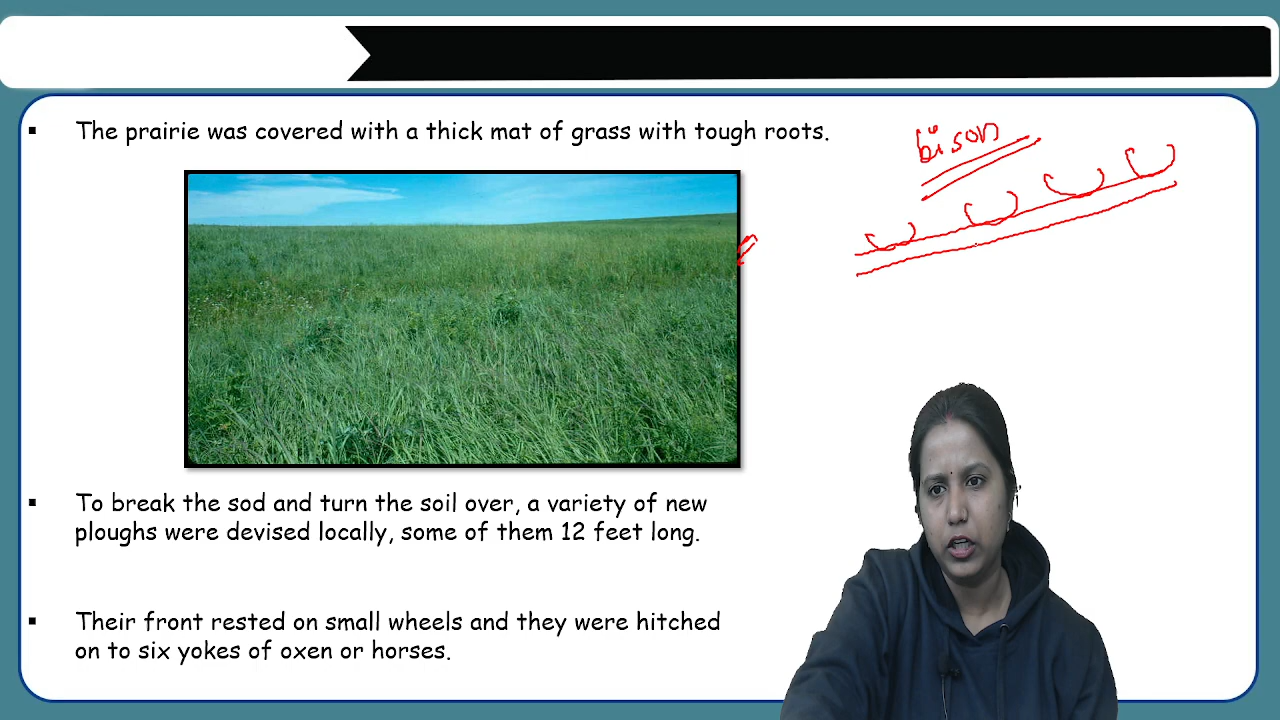 ▪ The prairie was covered with a thick mat of grass with tough roots.
bison
▪ To break the sod and turn the soil over, a variety of new
ploughs were devised locally, some of them 12 feet long.
▪ Their front rested on small wheels and they were hitched
on to six yokes of oxen or horses.